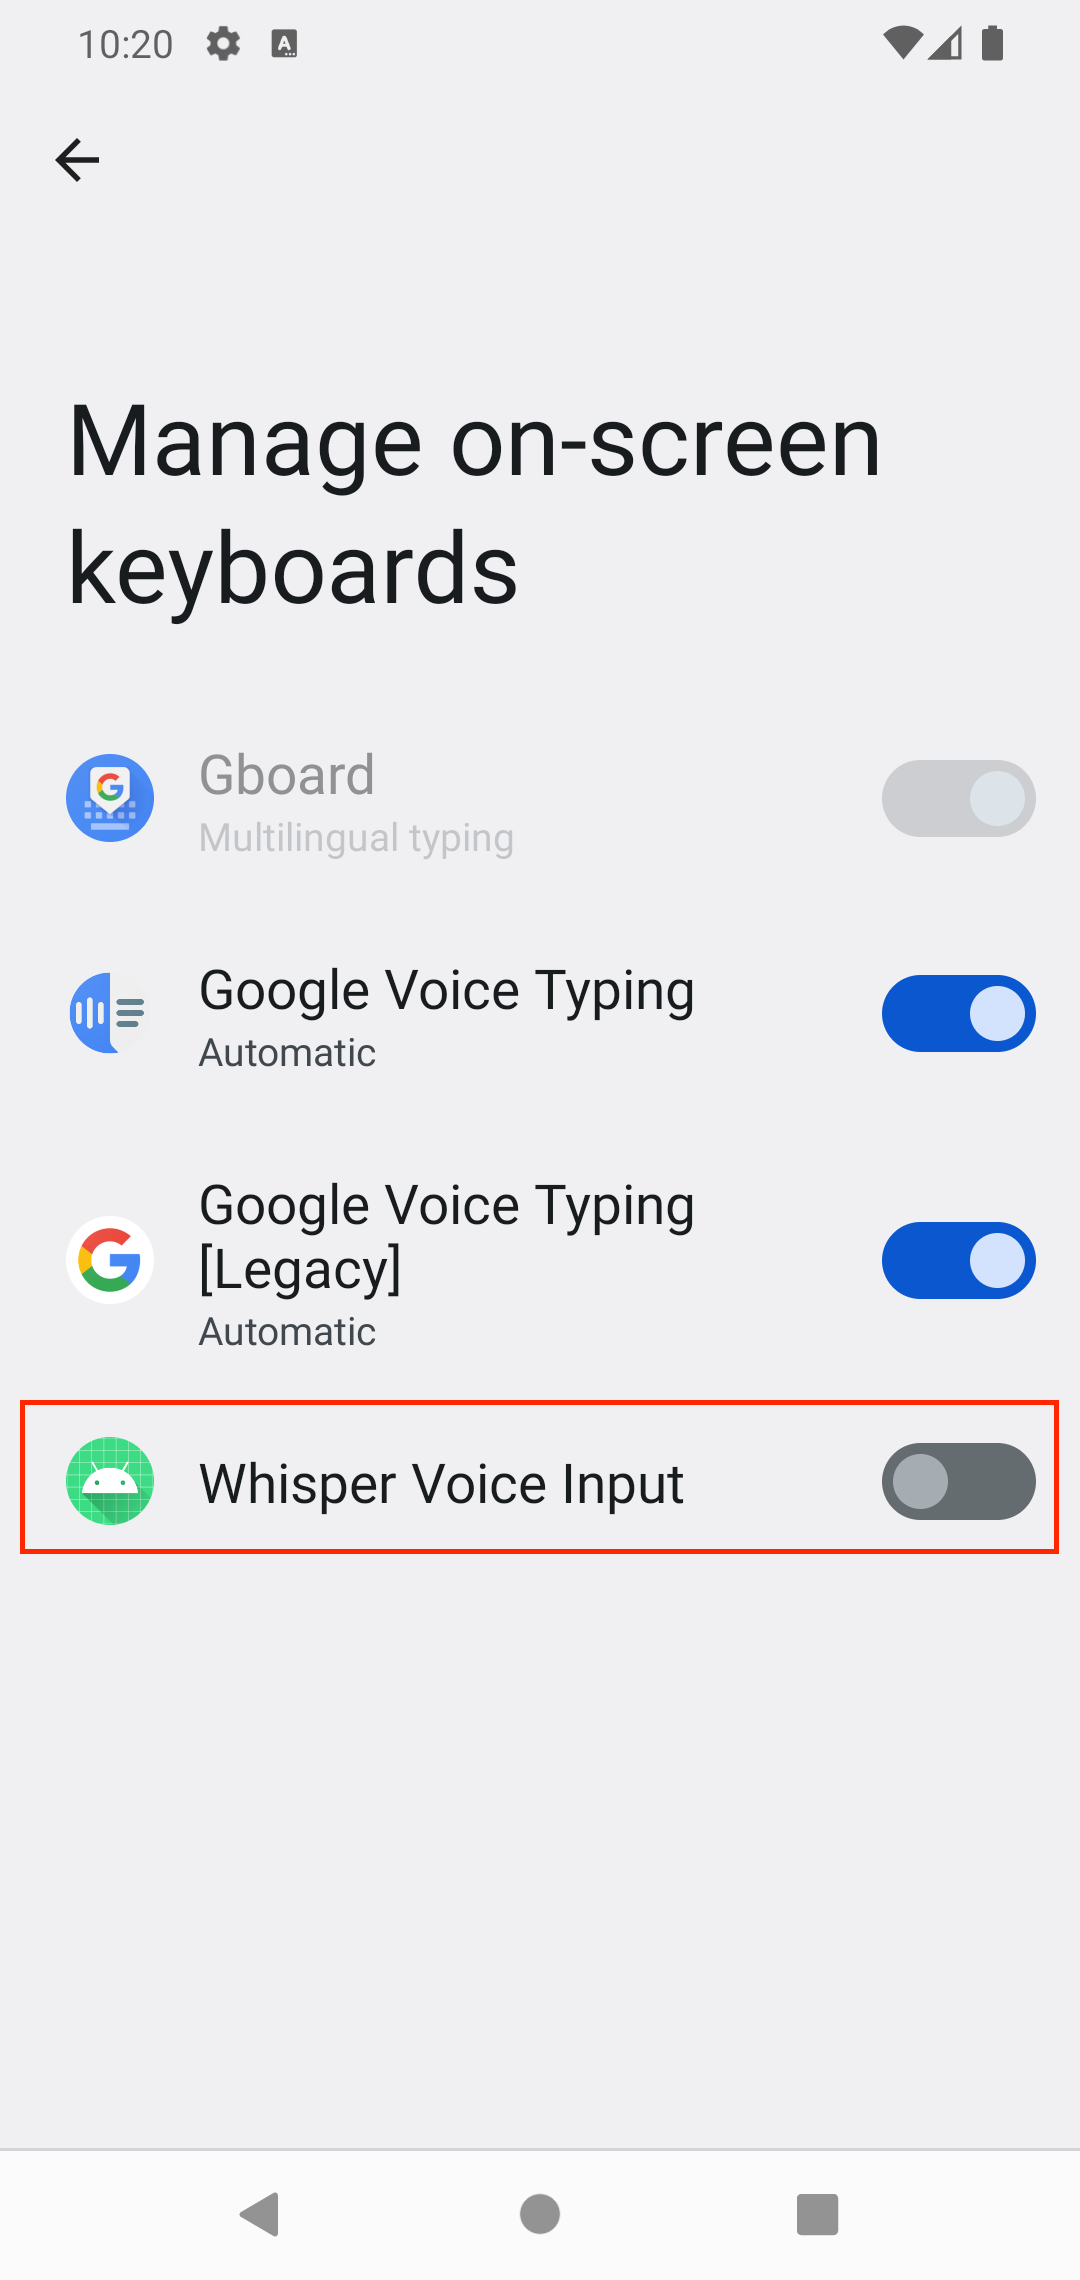 10:20
Manage on-screen
keyboards
Gboard
Multilingual typing
Google Voice Typing
Automatic
Google Voice Typing
[Legacy]
Automatic
Whisper Voice Input